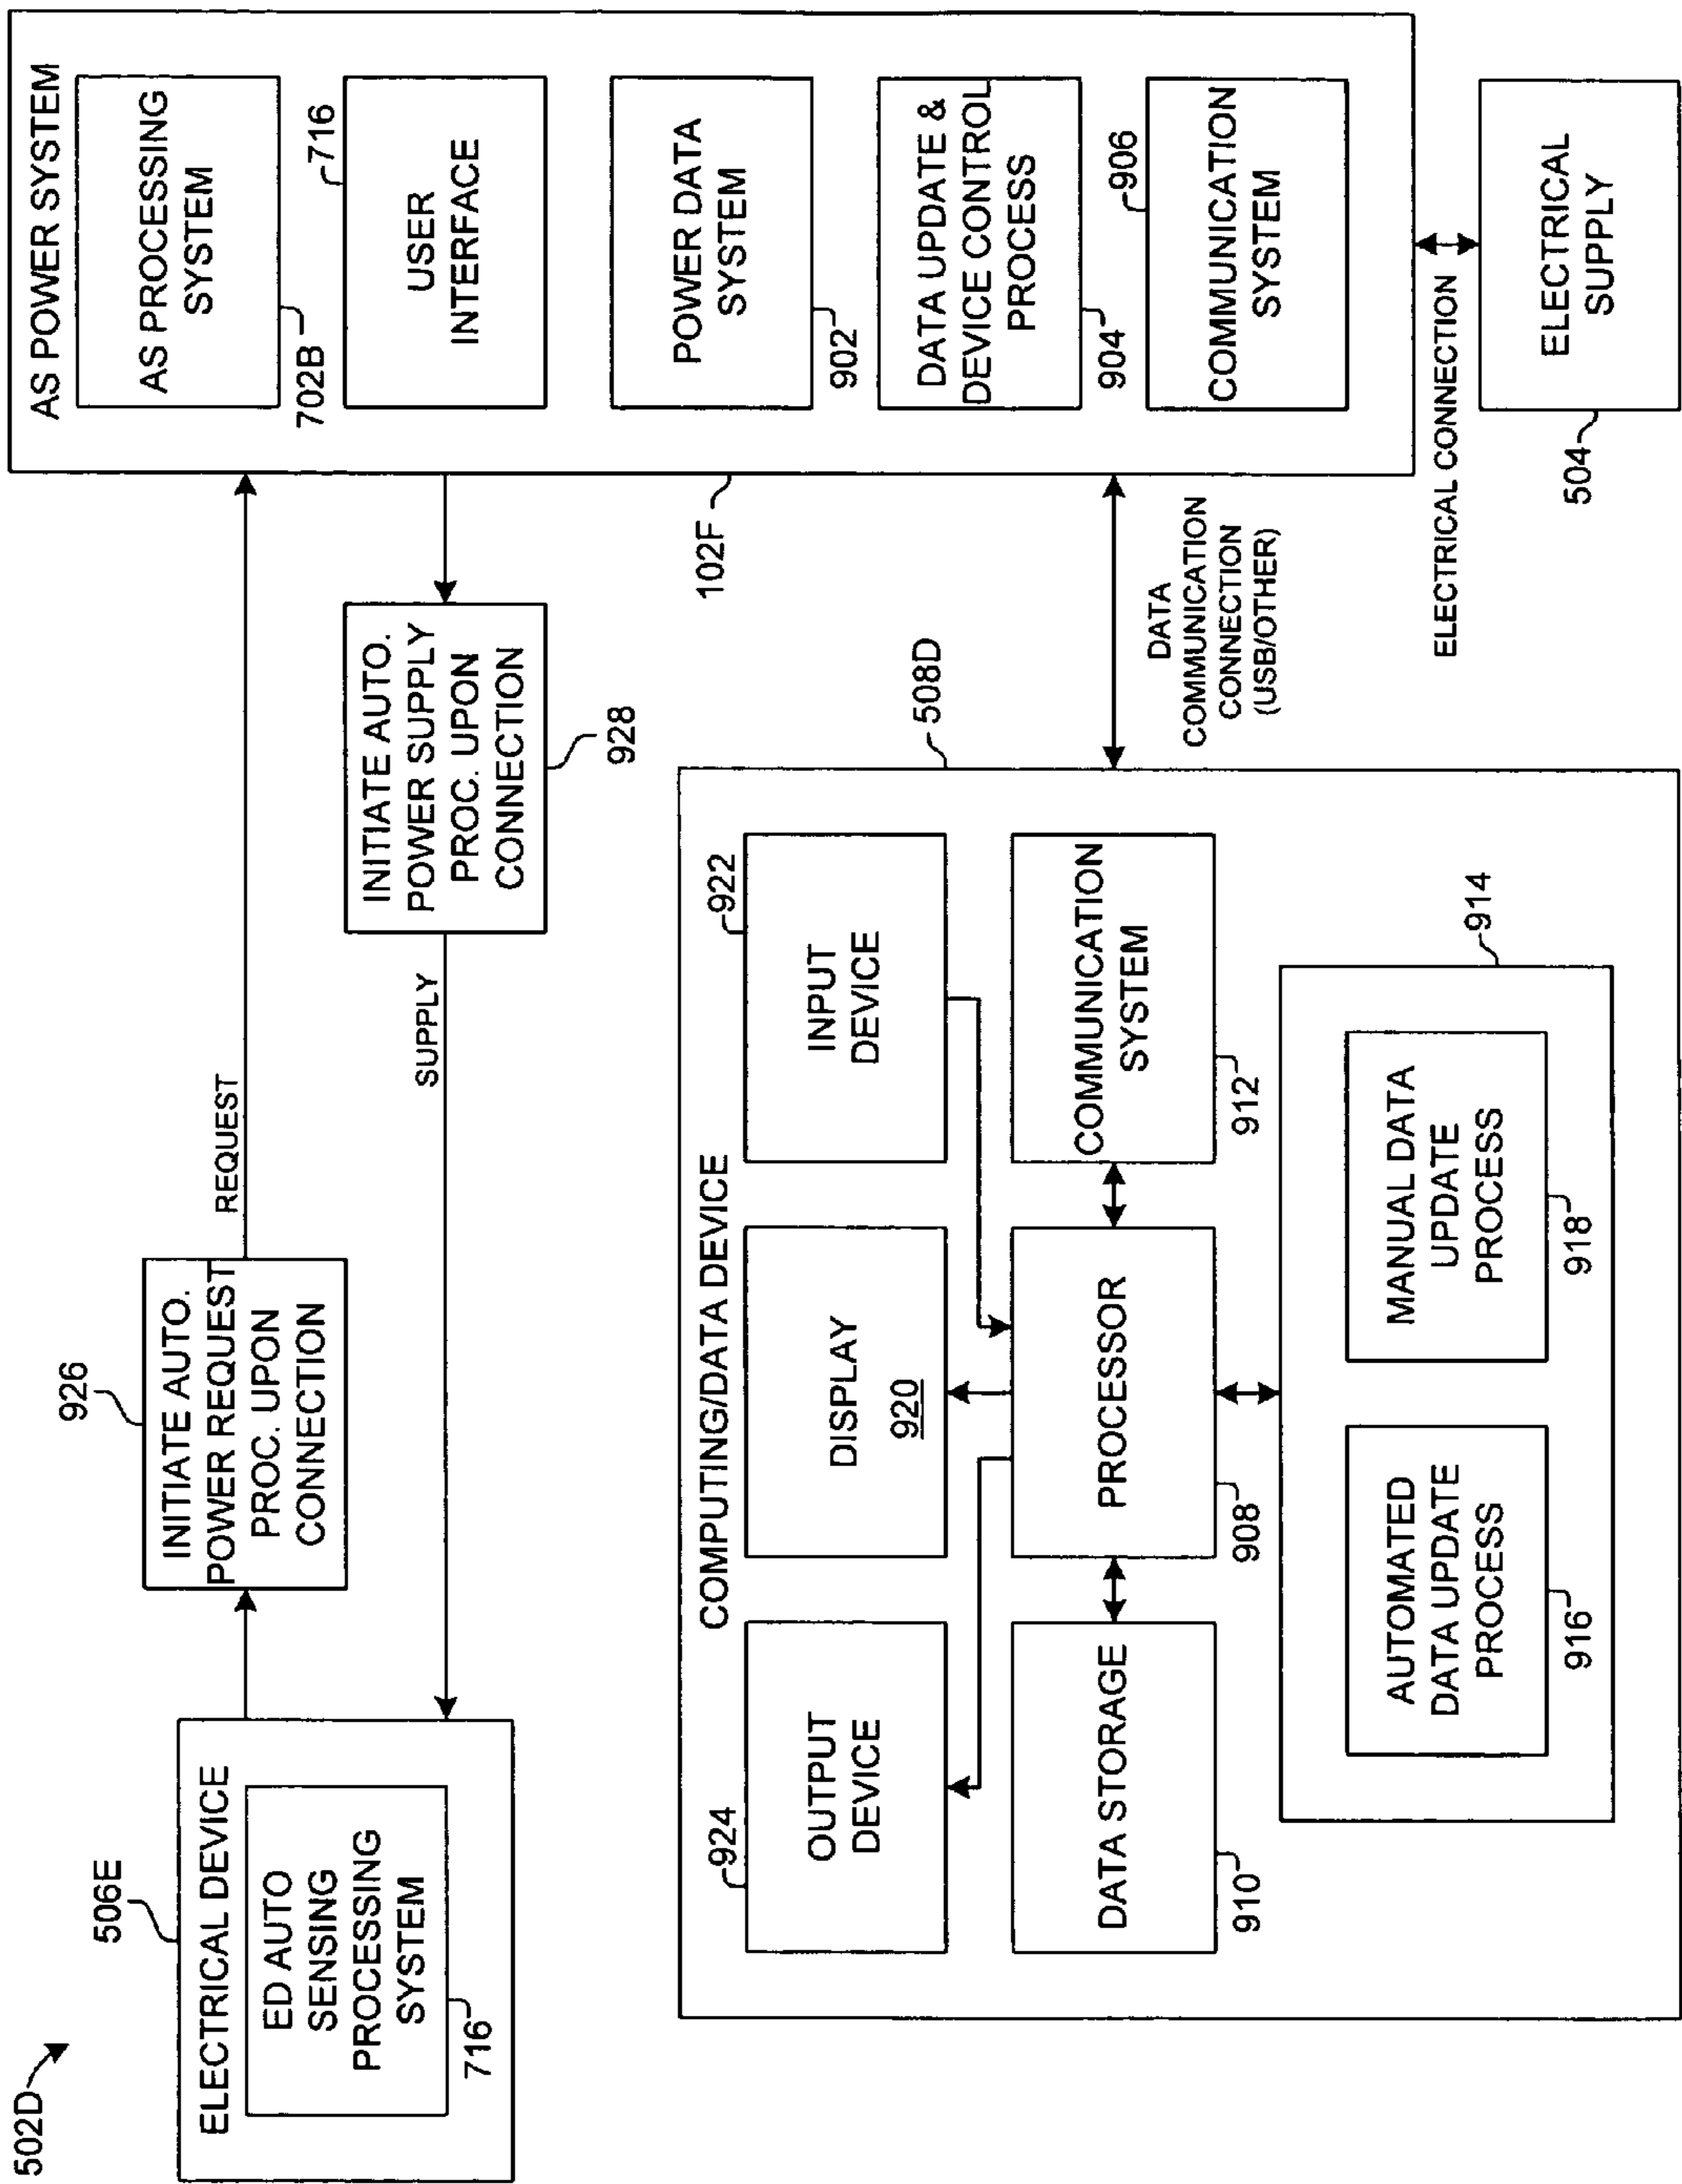 502D
506E
ELECTRICAL DEVICE
ED AUTO
SENSING
PROCESSING
SYSTEM
716
926
INITIATE AUTO.
POWER REQUEST
PROC. UPON
CONNECTION
REQUEST
SUPPLY
INITIATE AUTO.
POWER SUPPLY
PROC. UPON
CONNECTION
928
AS POWER SYSTEM
AS PROCESSING
SYSTEM
702B
716
USER
INTERFACE
POWER DATA
SYSTEM
902
DATA UPDATE &
DEVICE CONTROL
PROCESS
904
906
COMMUNICATION
SYSTEM
102F
DATA
COMMUNICATION
CONNECTION
(USB/OTHER)
ELECTRICAL CONNECTION
ELECTRICAL
SUPPLY
504
508D
COMPUTING/DATA DEVICE
924
OUTPUT
DEVICE
DISPLAY
920
922
INPUT
DEVICE
DATA STORAGE
910
PROCESSOR
908
COMMUNICATION
SYSTEM
912
914
AUTOMATED
DATA UPDATE
PROCESS
916
MANUAL DATA
UPDATE
PROCESS
918